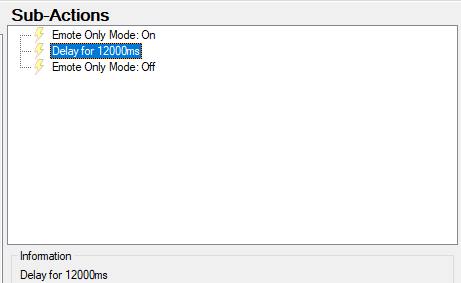 Sub-Actions
Emote Only Mode: On
Delay for 12000ms
Emote Only Mode: Off
Information
Delay for 12000ms